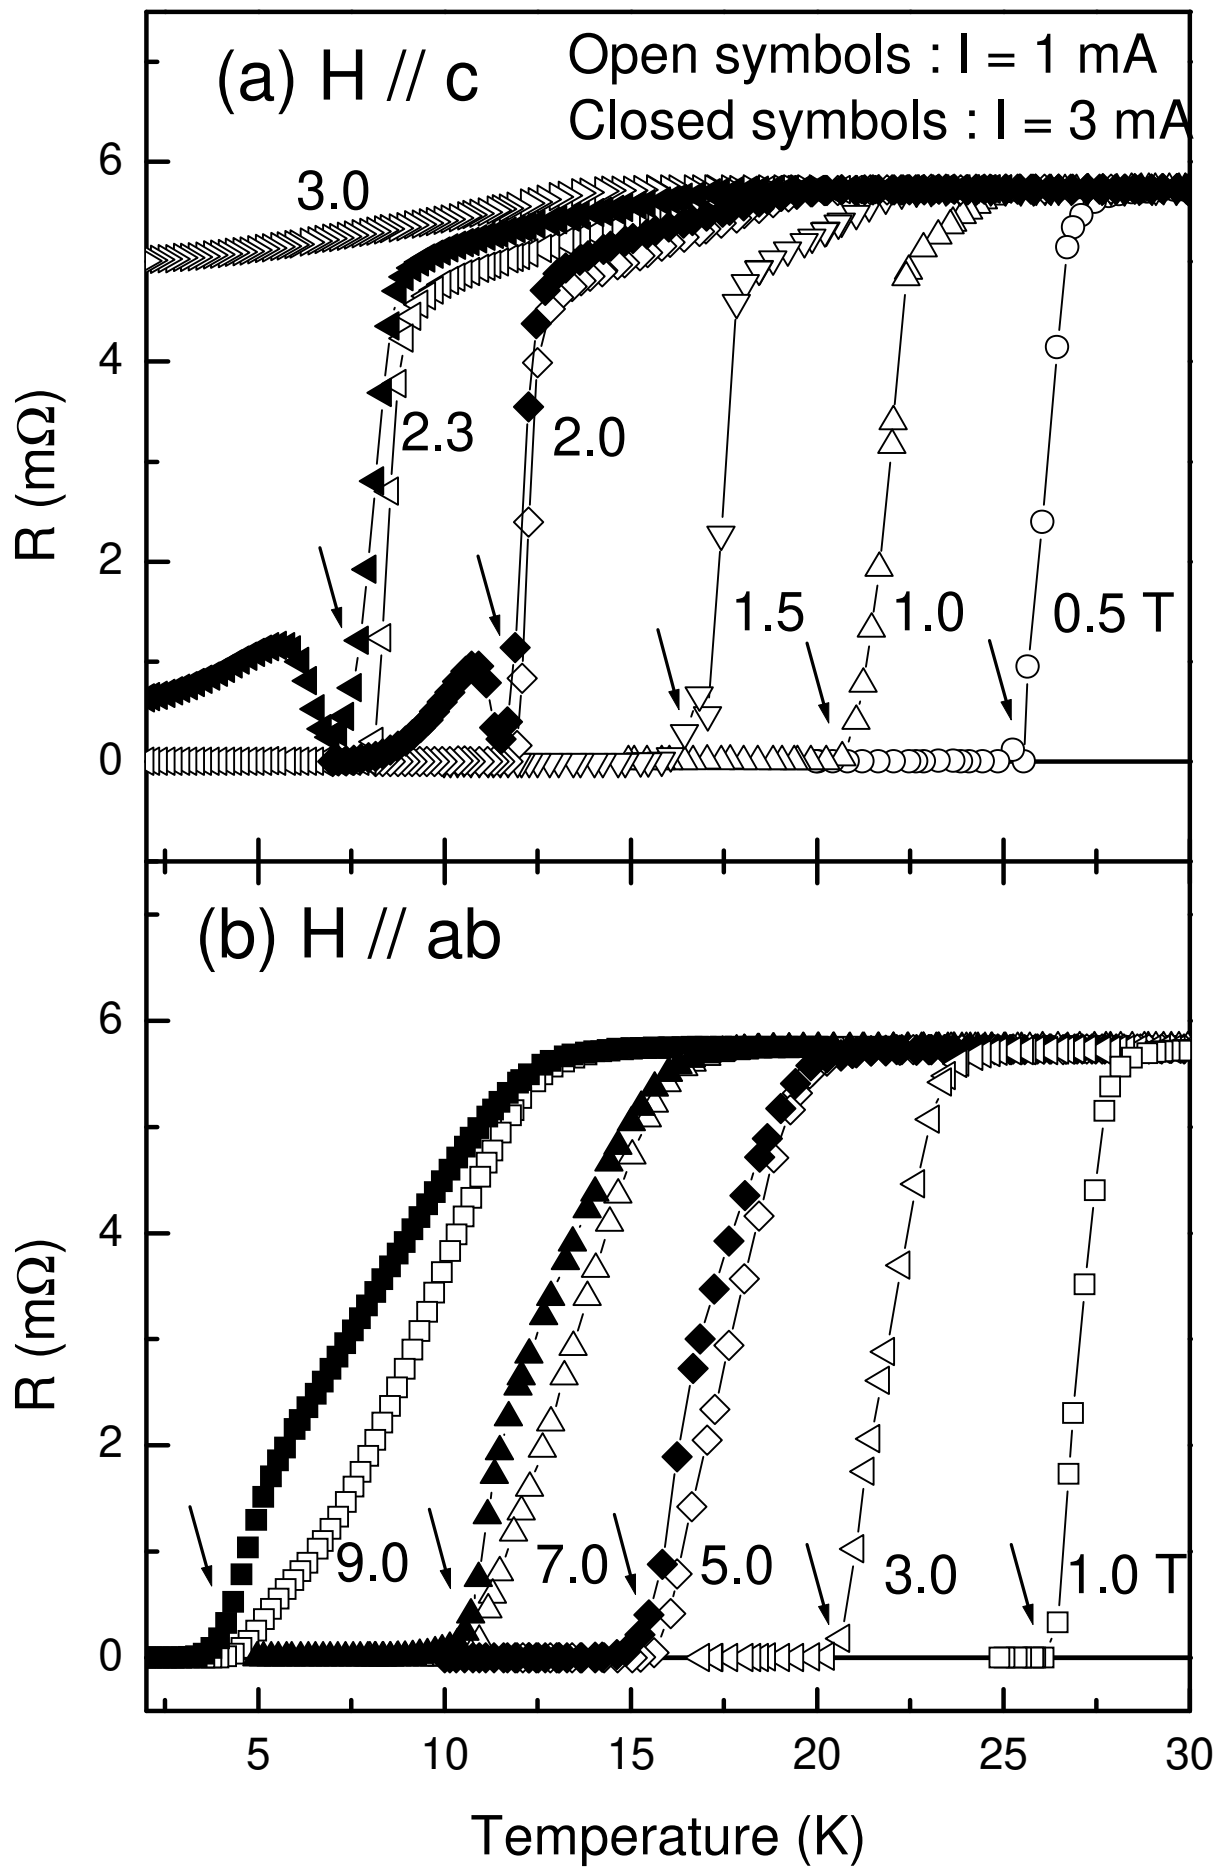 (a) H // c
Open symbols : I = 1 mA
Closed symbols : I = 3 mA
6
3.0
4
2.3
2.0
R (mΩ)
2
1.5
1.0
0.5 T
0
(b) H // ab
6
4
R (mΩ)
2
9.0
7.0
5.0
3.0
1.0 T
0
5
10
15
20
25
30
Temperature (K)